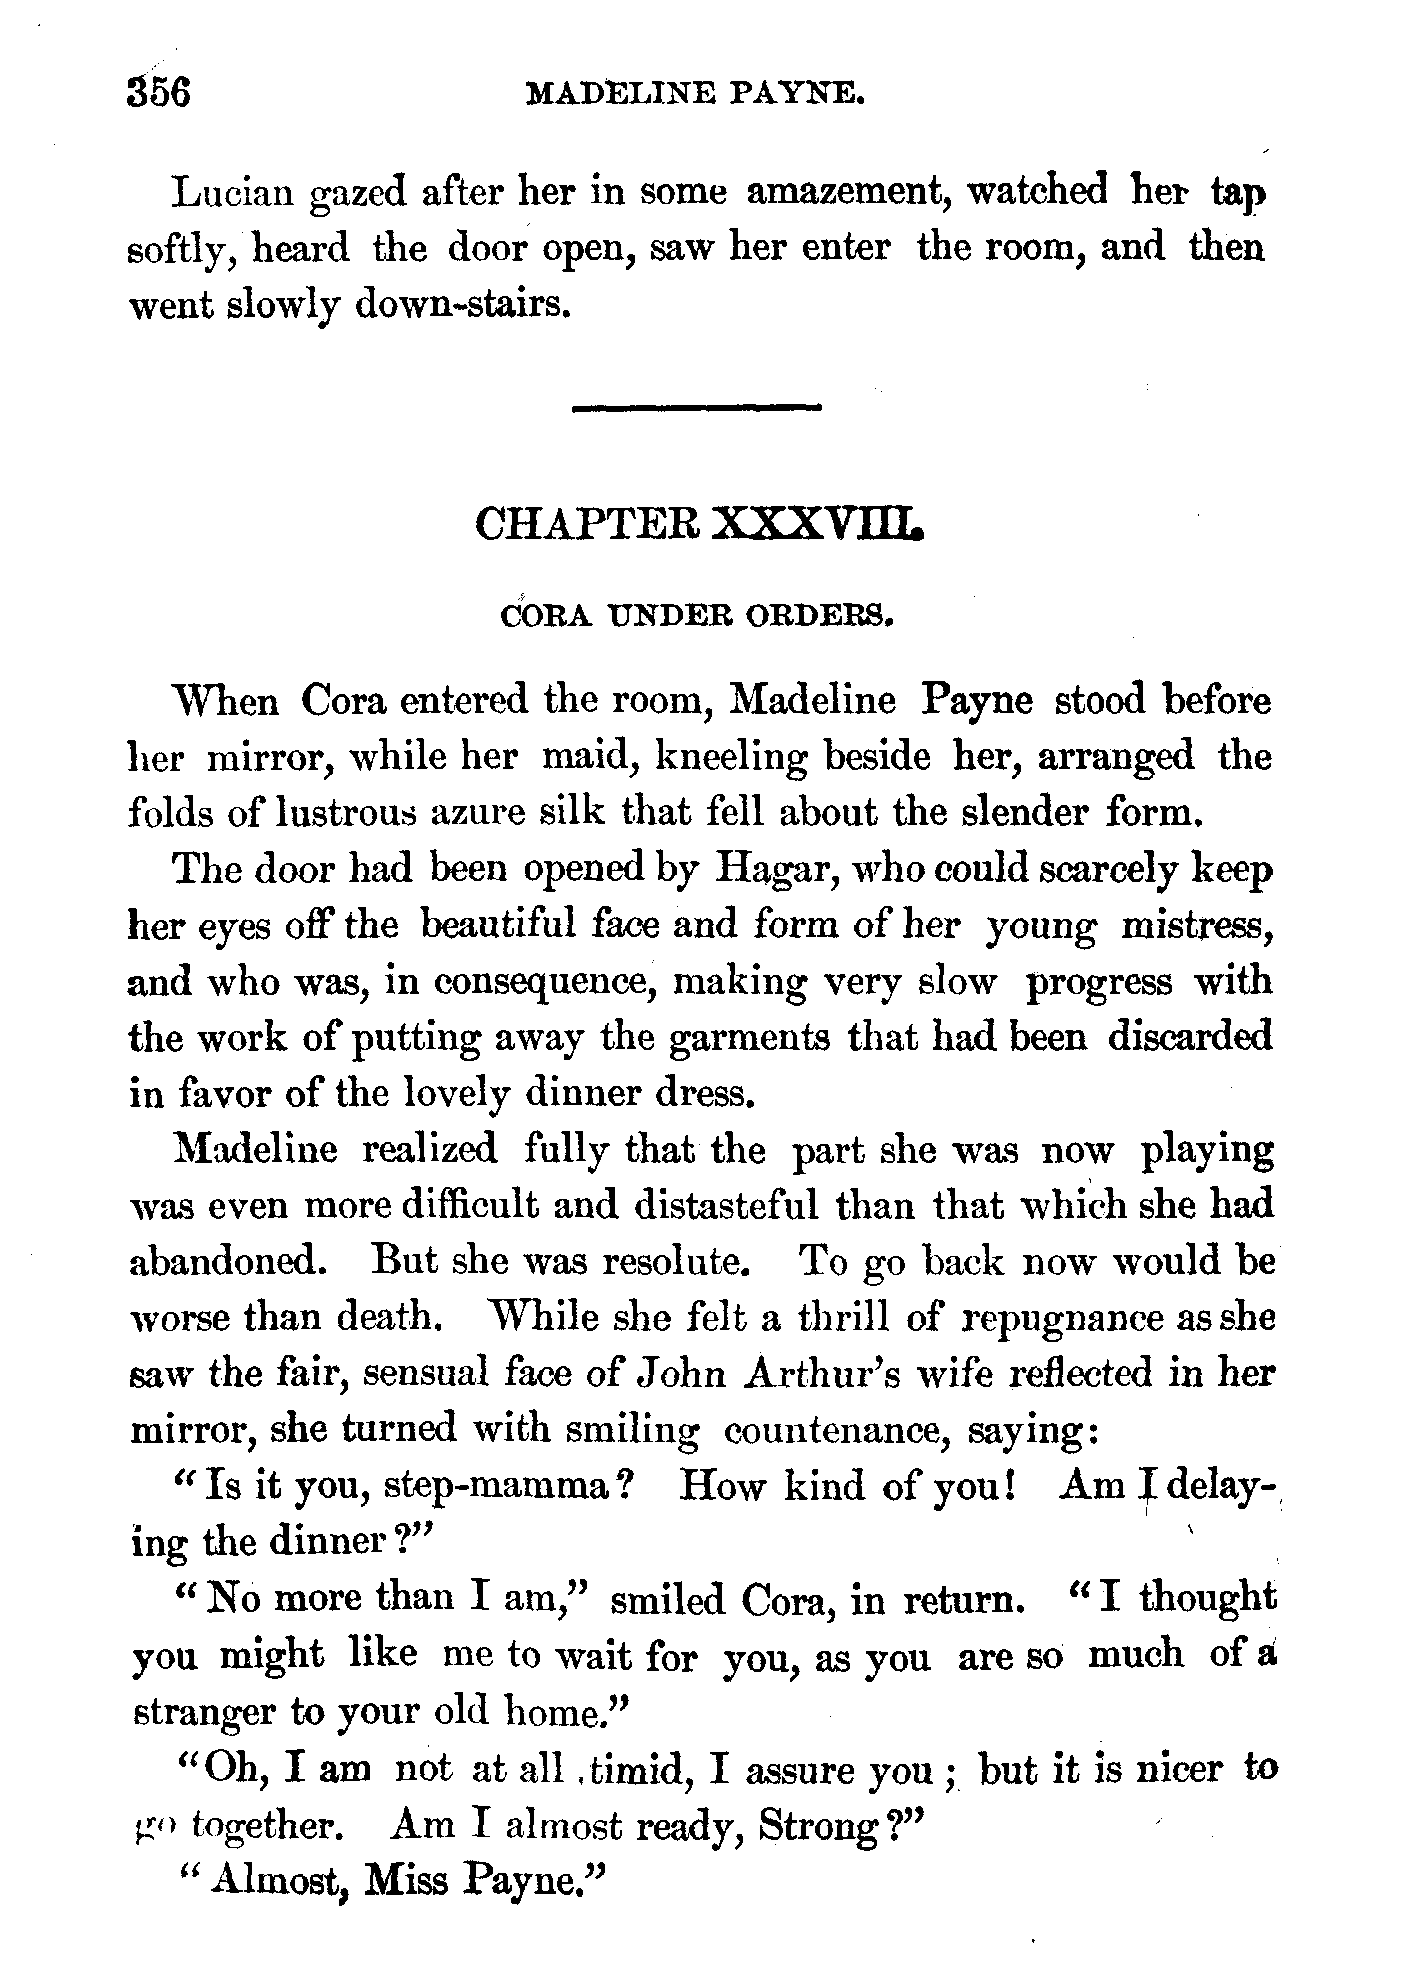 356 MADELINE PAYNE.
Lucian gazed after her in some amazement, watched her tap
softly, heard the door open, saw her enter the room, and then
went slowly down-stairs.
CHAPTER XXXVIII.
CORA UNDER ORDERS.
When Cora entered the room, Madeline Payne stood before
her mirror, while her maid, kneeling beside her, arranged the
folds of lustrous azure silk that fell about the slender form.
The door had been opened by Hagar, who could scarcely keep
her eyes off the beautiful face and form of her young mistress,
and who was, in consequence, making very slow progress with
the work of putting away the garments that had been discarded
in favor of the lovely dinner dress.
Madeline realized fully that the part she was now playing
was even more difficult and distasteful than that which she had
abandoned. But she was resolute. To go back now would be
worse than death. While she felt a thrill of repugnance as she
saw the fair, sensual face of John Arthur's wife reflected in her
mirror, she turned with smiling countenance, saying:
"Is it you, step-mamma? How kind of you! Am I delay-
ing the dinner?"
"No more than I am," smiled Cora, in return. "I thought
you might like me to wait for you, as you are so much of a
stranger to your old home."
"Oh, I am not at all timid, I assure you; but it is nicer to
go together. Am I almost ready, Strong?"
"Almost, Miss Payne."